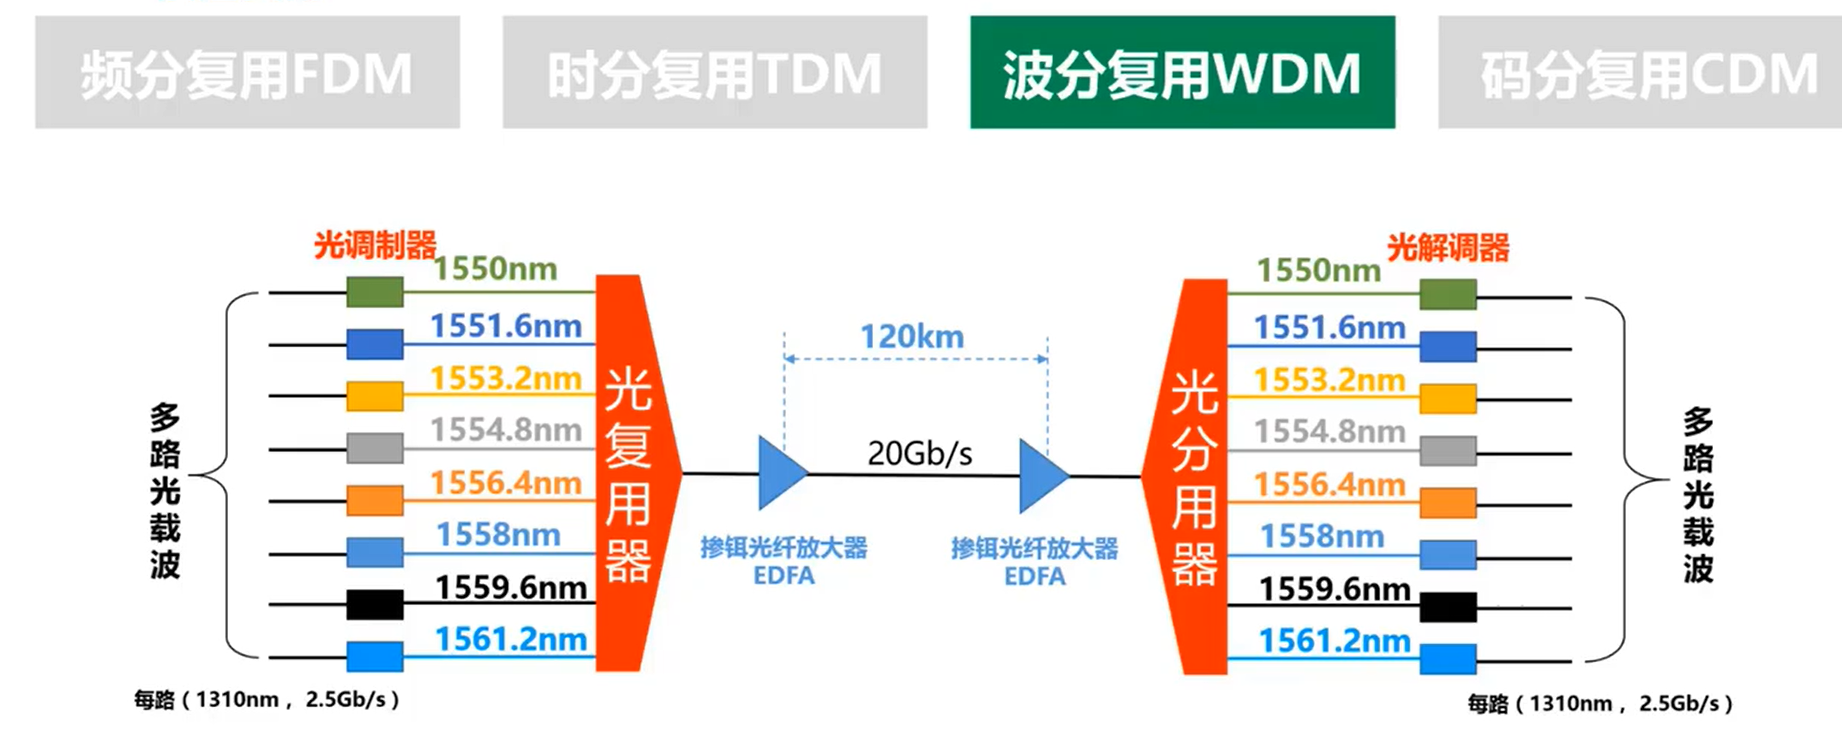 频分复用FDM
时分复用TDM
波分复用WDM
码分复用CDM
光调制器
1550nm
1551.6nm
1553.2nm
1554.8nm
1556.4nm
1558nm
1559.6nm
1561.2nm
多路光载波
每路（1310nm，2.5Gb/s）
光复用器
120km
20Gb/s
掺铒光纤放大器
EDFA
掺铒光纤放大器
EDFA
光分用器
光解调器
1550nm
1551.6nm
1553.2nm
1554.8nm
1556.4nm
1558nm
1559.6nm
1561.2nm
多路光载波
每路（1310nm，2.5Gb/s）